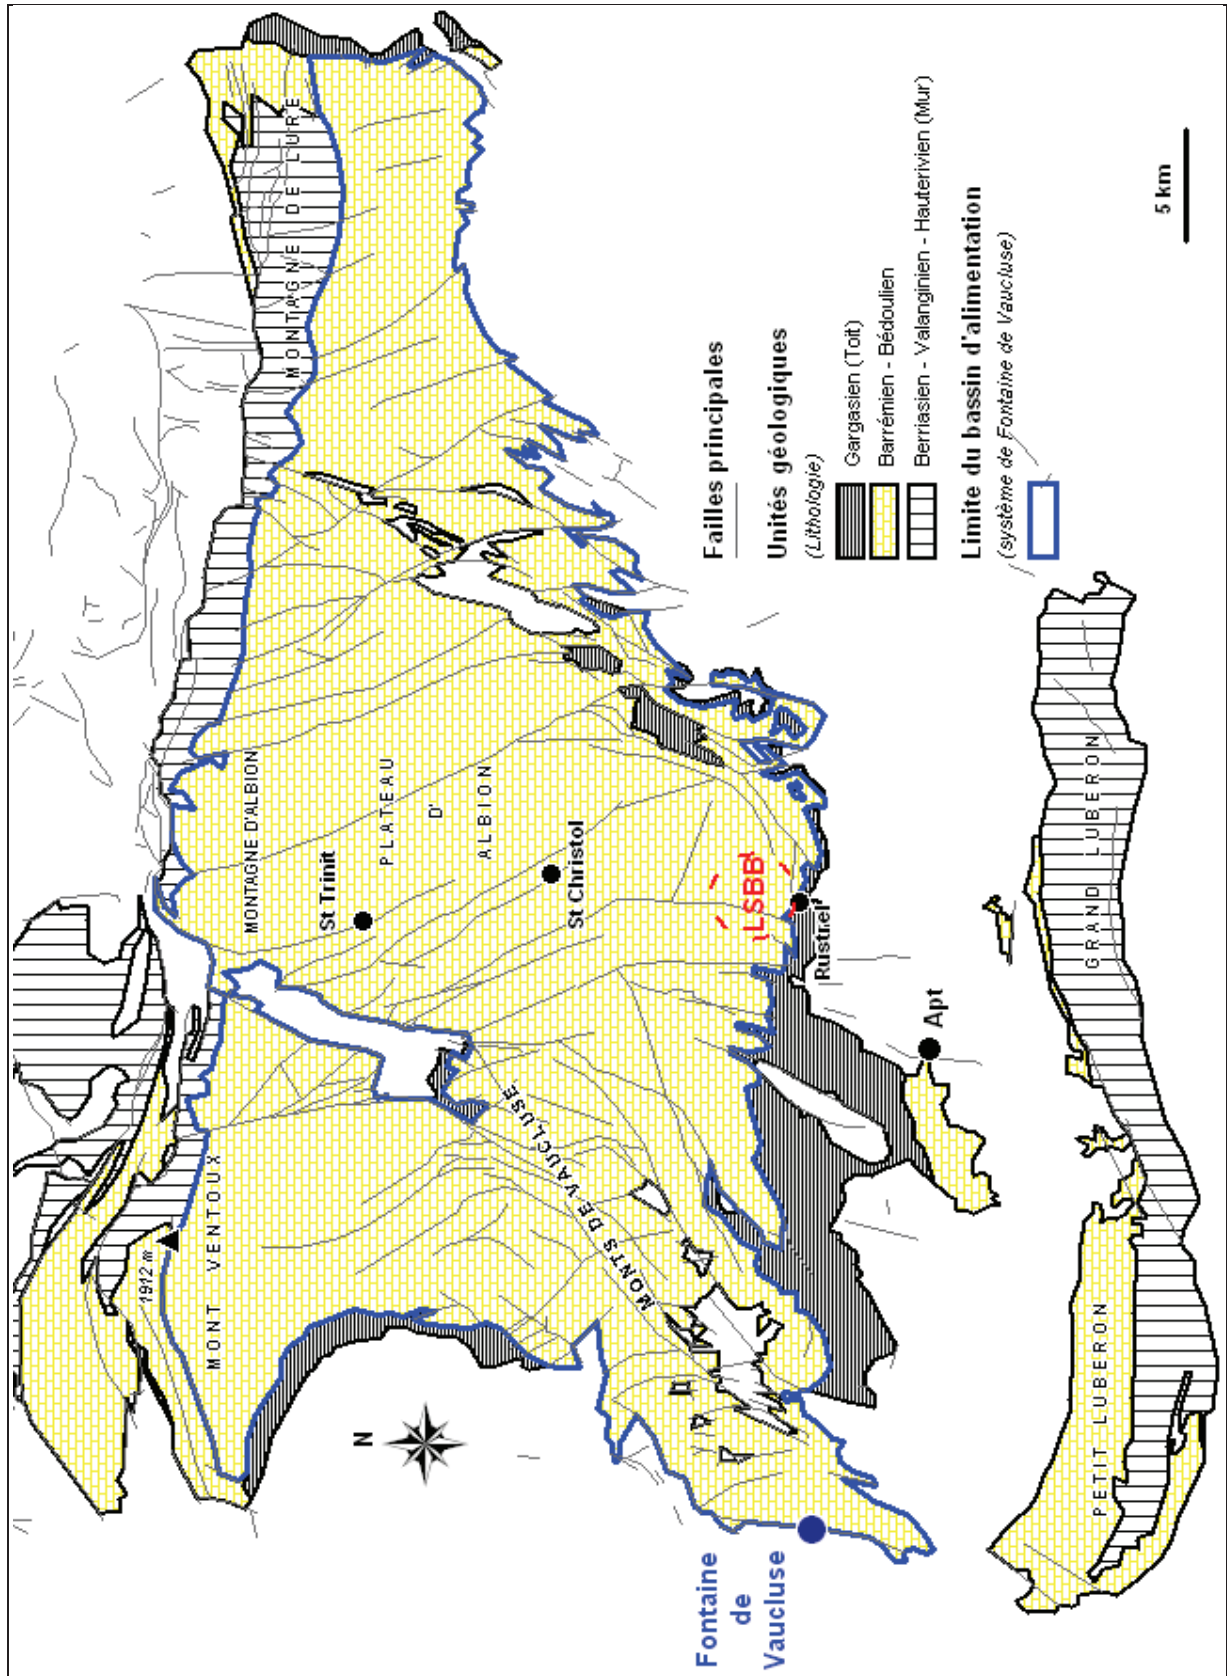 MONT VENTOUX
1912 m
MONTAGNE D'ALBION
MONTAGNE DE LURE
St Trinit
PLATEAU
D'
ALBION
St Christol
MONTS DE VAUCLUSE
N
LSBB
Rustrel
Apt
Fontaine
de
Vaucluse
PETIT LUBERON
GRAND LUBERON
Failles principales
Unités géologiques
(Lithologie)
Gargasien (Toit)
Barrémien - Bédoulien
Berriasien - Valanginien - Hauterivien (Mur)
Limite du bassin d'alimentation
(système de Fontaine de Vaucluse)
5 km